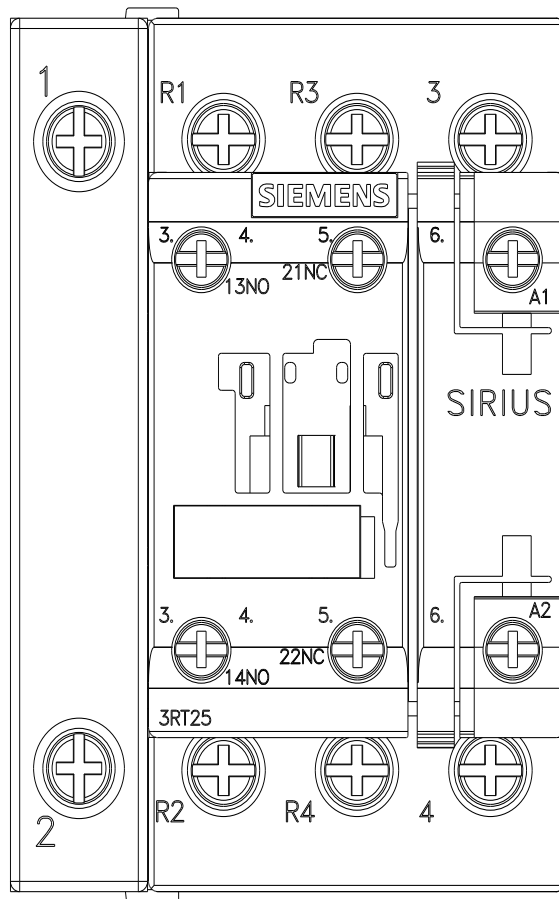 1 R1 R3 3
SIEMENS
3. 4. 5. 6.
13NO 21NC A1
SIRIUS
3. 4. 5. 6. A2
14NO 22NC
3RT25
2 R2 R4 4